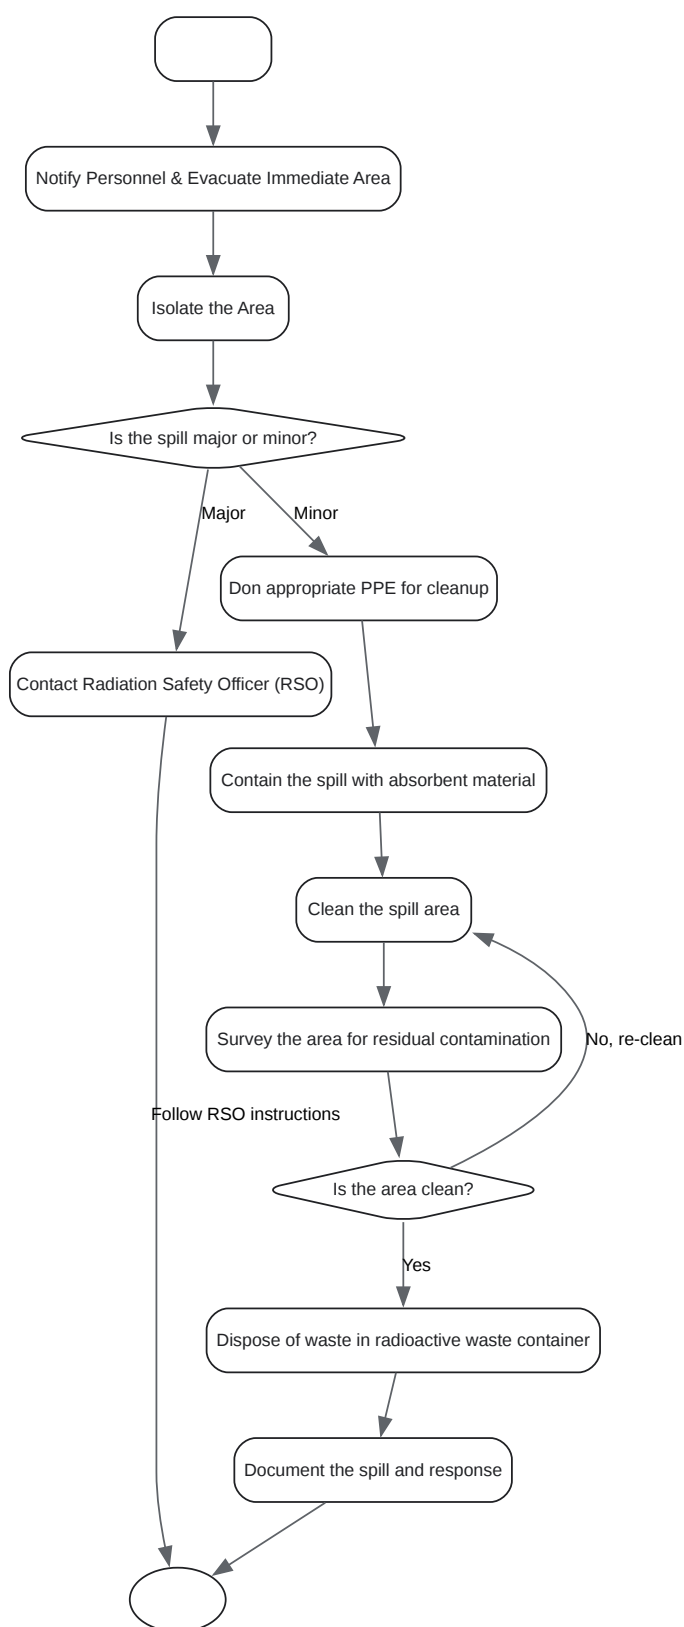 Notify Personnel & Evacuate Immediate Area
Isolate the Area
Is the spill major or minor?
Major
Minor
Don appropriate PPE for cleanup
Contact Radiation Safety Officer (RSO)
Contain the spill with absorbent material
Clean the spill area
Survey the area for residual contamination
No, re-clean
Follow RSO instructions
Is the area clean?
Yes
Dispose of waste in radioactive waste container
Document the spill and response